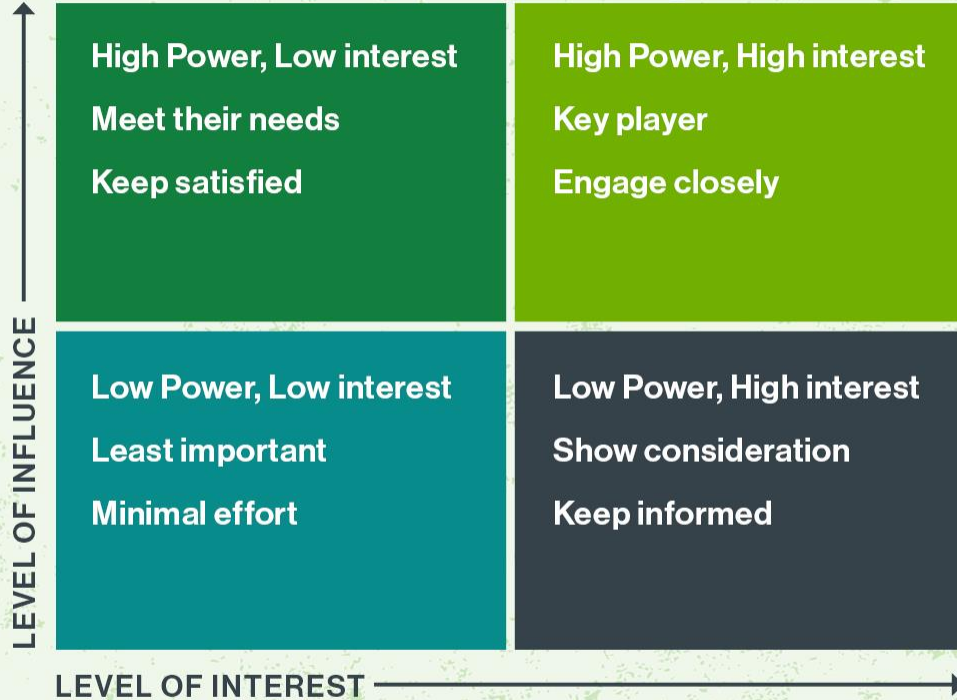 High Power, Low interest
Meet their needs
Keep satisfied
High Power, High interest
Key player
Engage closely
Low Power, Low interest
Least important
Minimal effort
Low Power, High interest
Show consideration
Keep informed
LEVEL OF INFLUENCE
LEVEL OF INTEREST